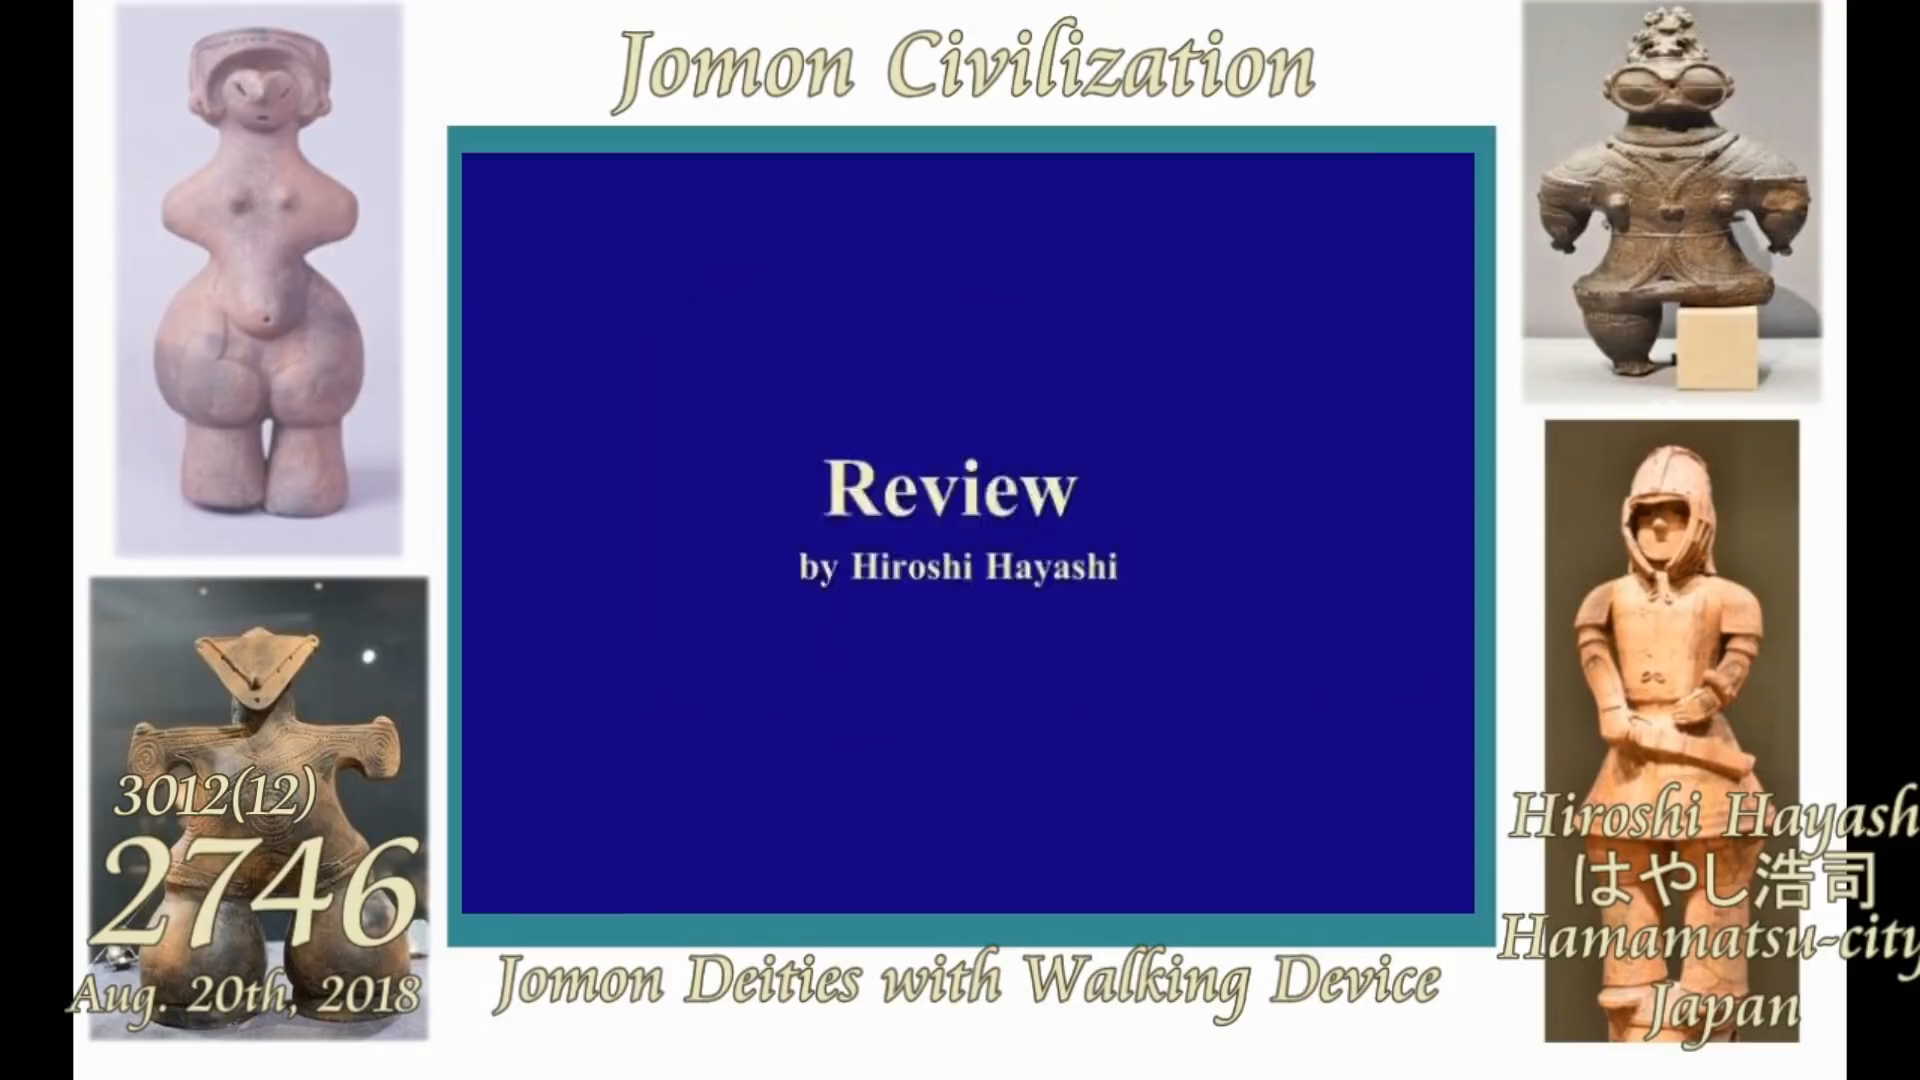 Jomon Civilization
Review
by Hiroshi Hayashi
3012(12)
2746
Aug. 20th, 2018
Hiroshi Hayash
はやし浩司
Hamamatsu-city
Japan
Jomon Deities with Walking Device